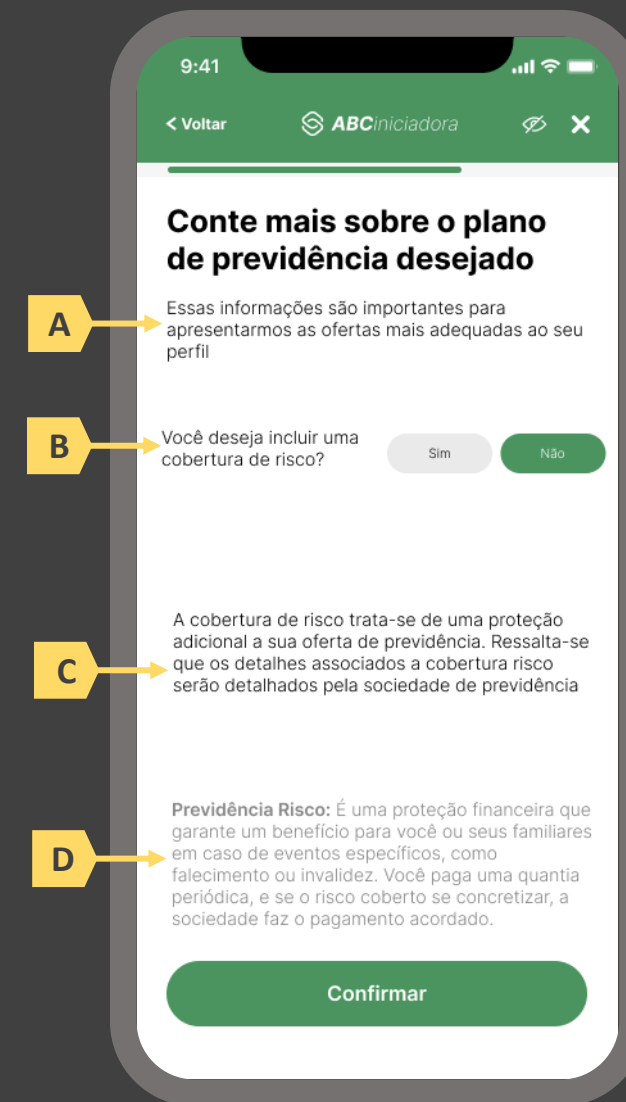 9:41
< Voltar
ABCiniciadora
Conte mais sobre o plano
de previdência desejado
A
Essas informações são importantes para
apresentarmos as ofertas mais adequadas ao seu
perfil
B
Você deseja incluir uma
cobertura de risco?
Sim
Não
C
A cobertura de risco trata-se de uma proteção
adicional a sua oferta de previdência. Ressalta-se
que os detalhes associados a cobertura risco
serão detalhados pela sociedade de previdência
D
Previdência Risco: É uma proteção financeira que
garante um benefício para você ou seus familiares
em caso de eventos específicos, como
falecimento ou invalidez. Você paga uma quantia
periódica, e se o risco coberto se concretizar, a
sociedade faz o pagamento acordado.
Confirmar